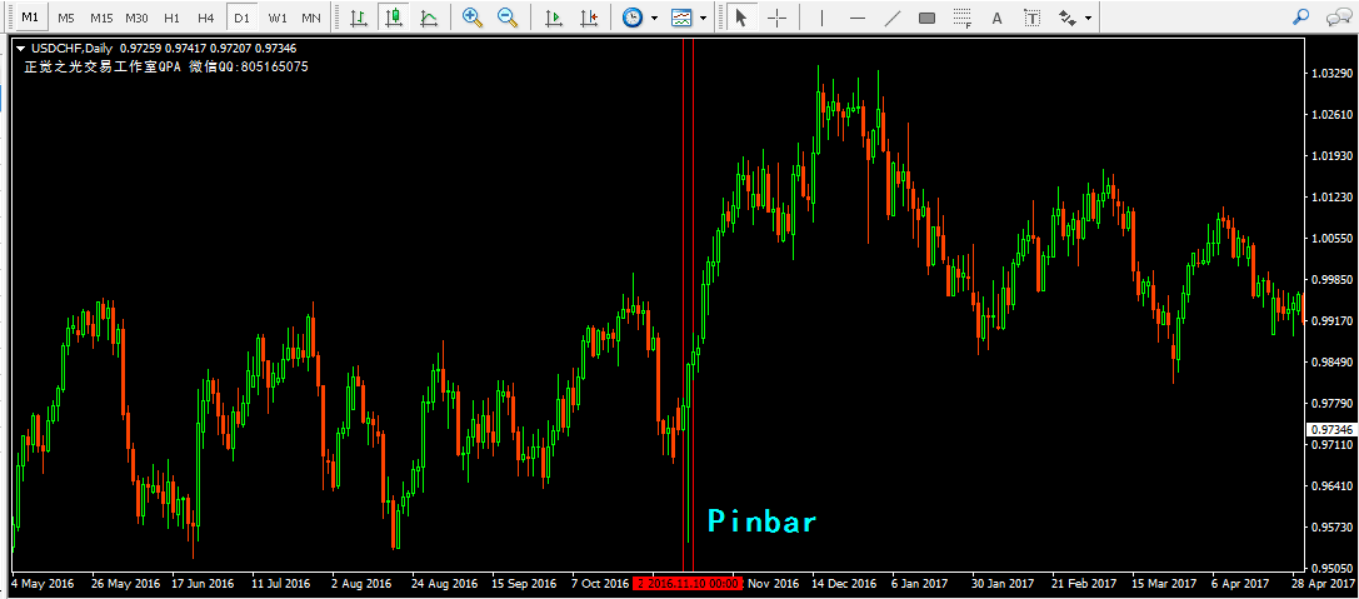 M1 M5 M15 M30 H1 H4 D1 W1 MN
A T F
USDCHF,Daily 0.97259 0.97417 0.97207 0.97346
正觉之光交易工作室QPA 微信QQ:805165075
1.03290
1.02610
1.01930
1.01230
1.00550
0.99850
0.99170
0.98490
0.97790
0.97346
0.97110
0.96410
0.95730
0.95050
Pinbar
4 May 2016 26 May 2016 17 Jun 2016 11 Jul 2016 2 Aug 2016 24 Aug 2016 15 Sep 2016 7 Oct 2016 2 2016.11.10 00:00 Nov 2016 14 Dec 2016 6 Jan 2017 30 Jan 2017 21 Feb 2017 15 Mar 2017 6 Apr 2017 28 Apr 2017